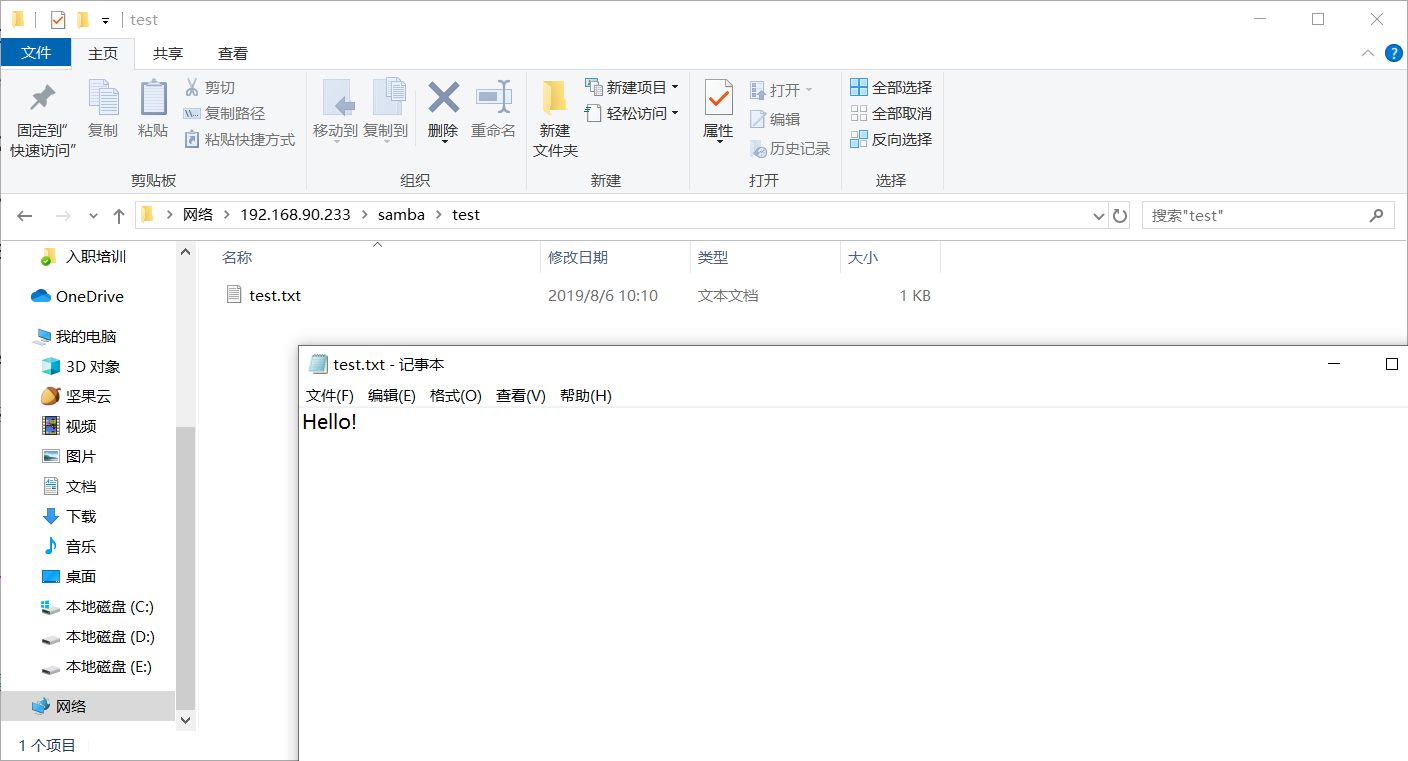 test
文件 主页 共享 查看
固定到"
快速访问"
复制
粘贴
剪切
复制路径
粘贴快捷方式
剪贴板
移动到
复制到
删除
重命名
组织
新建
文件夹
新建项目
轻松访问
新建
属性
打开
编辑
历史记录
打开
全部选择
全部取消
反向选择
选择
网络 192.168.90.233 samba test
搜索"test"
入职培训
OneDrive
我的电脑
3D 对象
坚果云
视频
图片
文档
下载
音乐
桌面
本地磁盘 (C:)
本地磁盘 (D:)
本地磁盘 (E:)
网络
名称 修改日期 类型 大小
test.txt 2019/8/6 10:10 文本文档 1 KB
test.txt - 记事本
文件(F) 编辑(E) 格式(O) 查看(V) 帮助(H)
Hello!
1 个项目